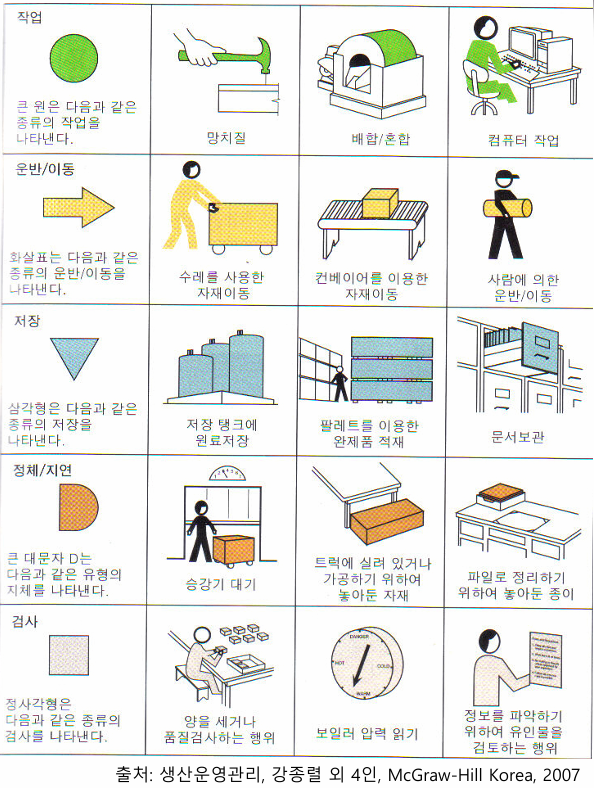 작업
큰 원은 다음과 같은
종류의 작업을
나타낸다.
망치질
배합/혼합
컴퓨터 작업
운반/이동
화살표는 다음과 같은
종류의 운반/이동을
나타낸다.
수레를 사용한
자재이동
컨베이어를 이용한
자재이동
사람에 의한
운반/이동
저장
삼각형은 다음과 같은
종류의 저장을
나타낸다.
저장 탱크에
원료저장
팔레트를 이용한
완제품 적재
문서보관
정체/지연
큰 대문자 D는
다음과 같은 유형의
지체를 나타낸다.
승강기 대기
트럭에 실려 있거나
가공하기 위하여
놓아둔 자재
파일로 정리하기
위하여 놓아둔 종이
검사
정사각형은
다음과 같은 종류의
검사를 나타낸다.
양을 세거나
품질검사하는 행위
DANGER
HOT
COLD
WARM
보일러 압력 읽기
정보를 파악하기
위하여 유인물을
검토하는 행위
출처: 생산운영관리, 강종렬 외 4인, McGraw-Hill Korea, 2007